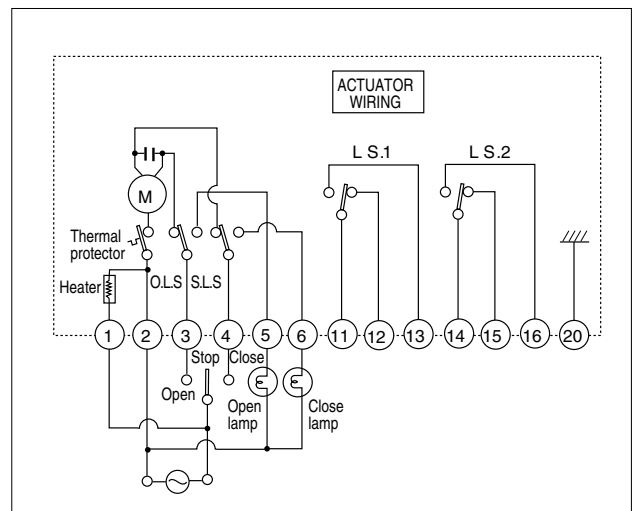 ACTUATOR
WIRING
L S.1
L S.2
M
Thermal
protector
O.L.S
S.L.S
Heater
1
2
3
4
5
6
11
12
13
14
15
16
20
Stop
Close
Open
Open
lamp
Close
lamp